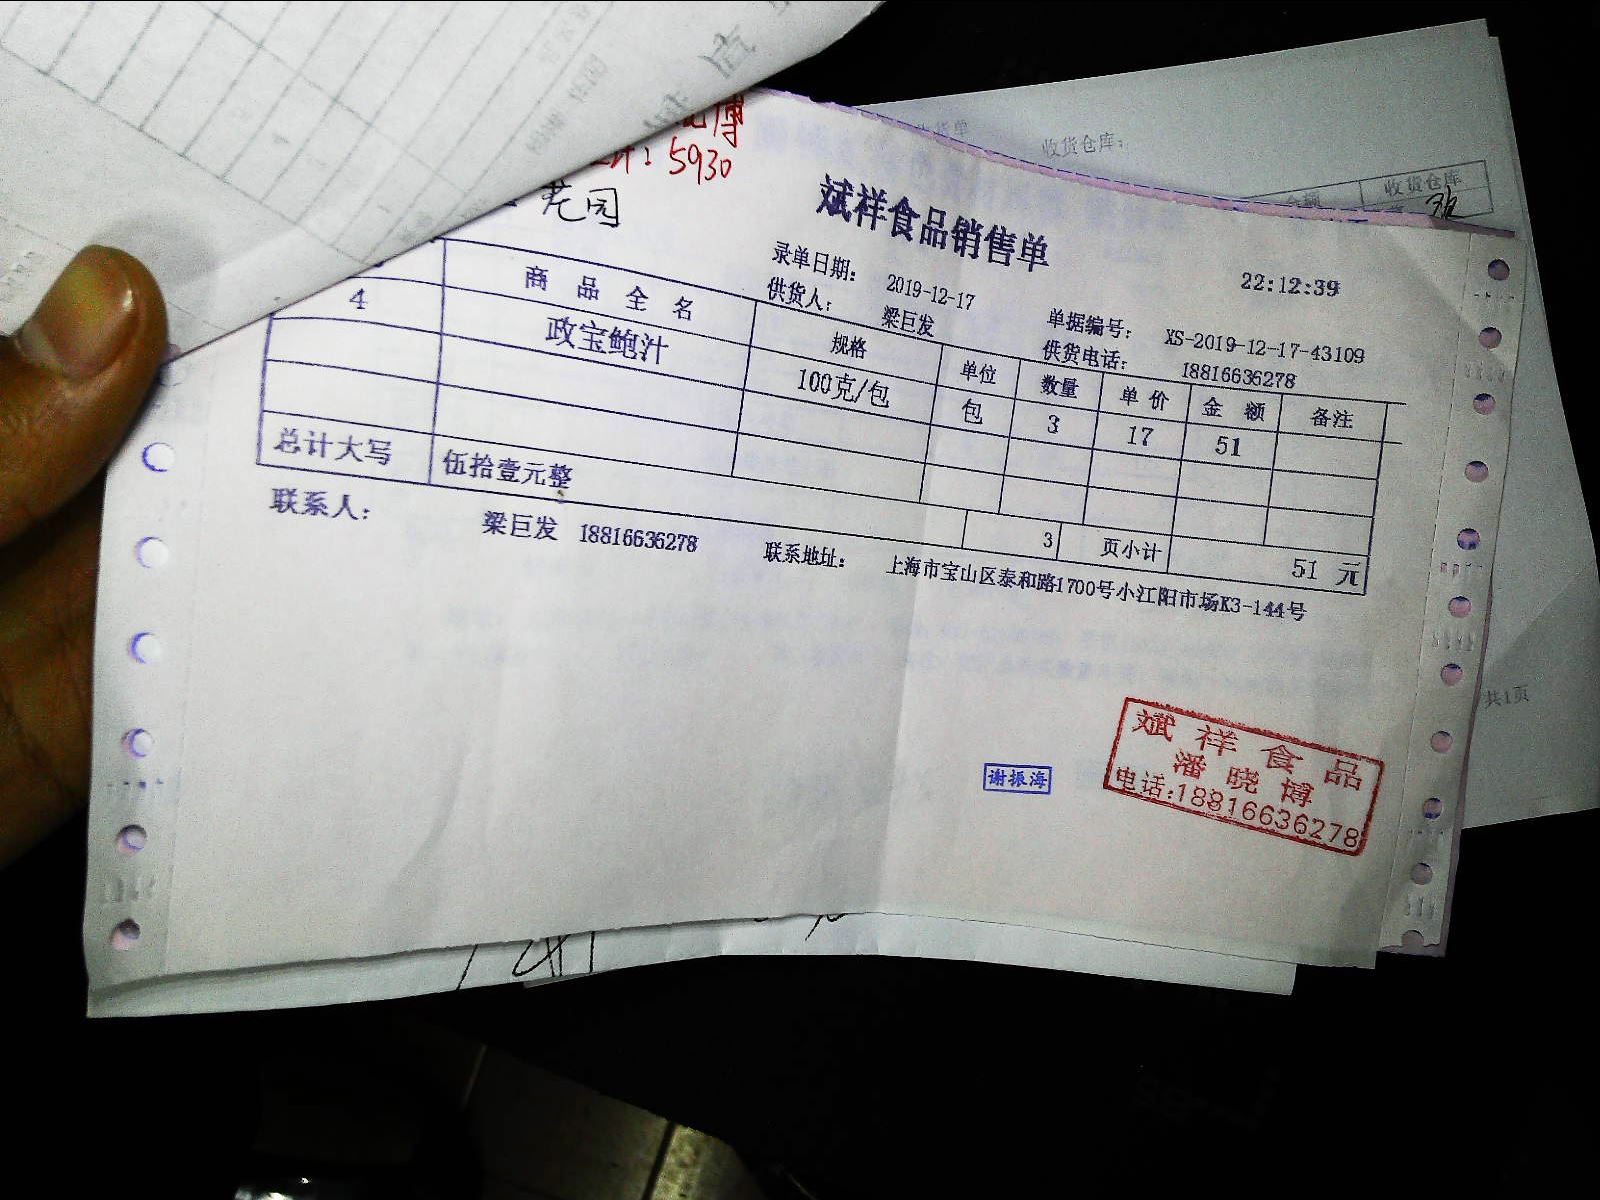 博
5930
花园
斌祥食品销售单
22:12:39
录单日期： 2019-12-17 单据编号： XS-2019-12-17-43109
供货人： 梁巨发 供货电话： 18816636278
商品全名 规格 单位 数量 单价 金额 备注
4 政宝鲍汁 100克/包 包 3 17 51
总计大写 伍拾壹元整 3 页小计 51 元
联系人： 梁巨发 18816636278 联系地址： 上海市宝山区泰和路1700号小江阳市场K3-144号
谢振海
斌祥食品
潘晓博
电话:18816636278
收货仓库：
金额 收货仓库
共1页